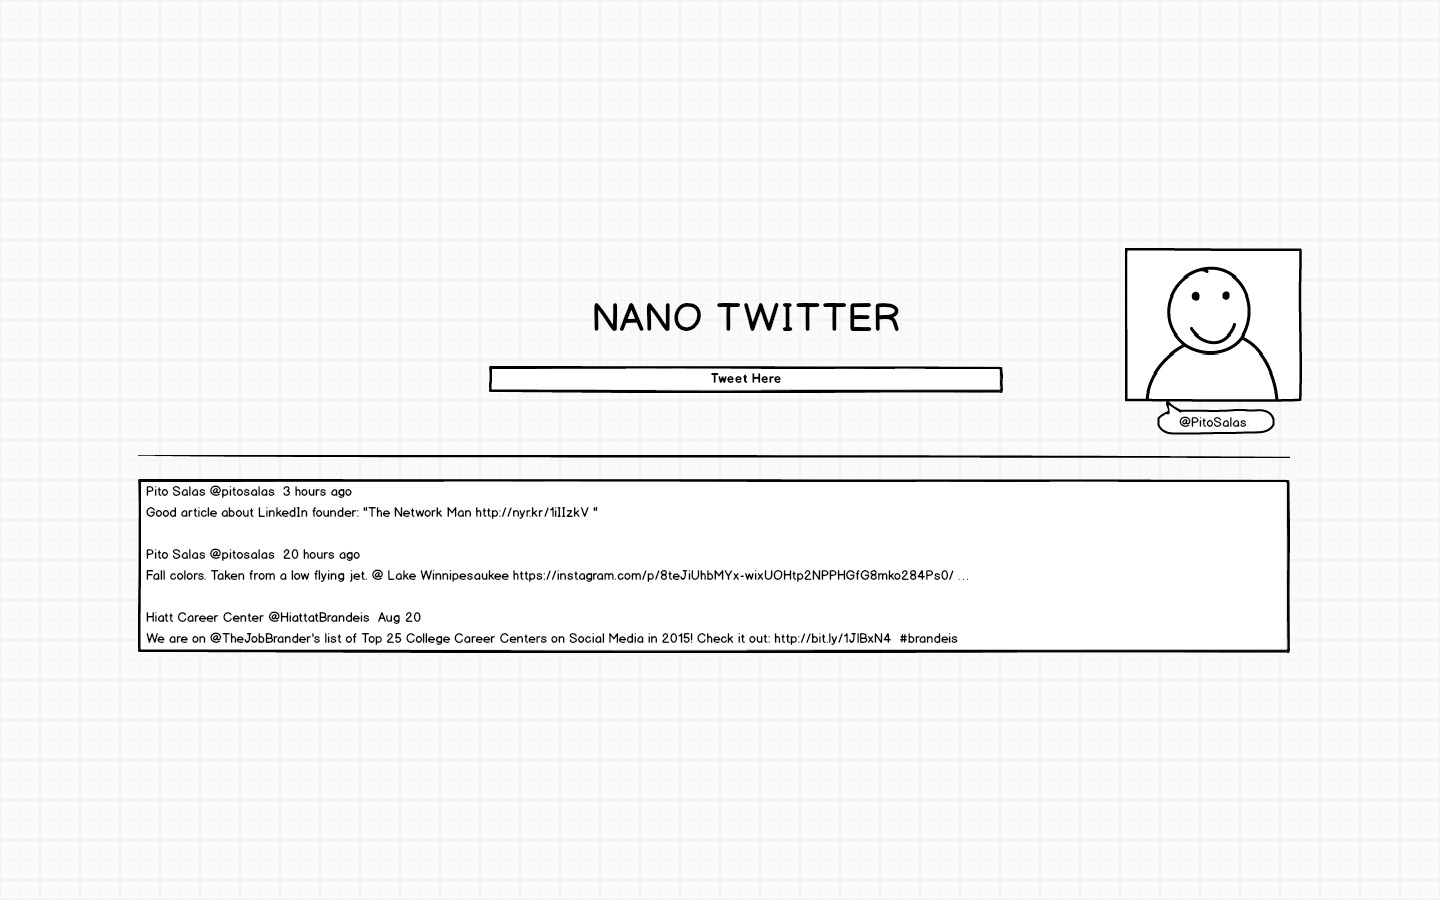 NANO TWITTER
Tweet Here
@PitoSalas
Pito Salas @pitosalas  3 hours ago
Good article about LinkedIn founder: "The Network Man http://nyr.kr/1iIIzkV "
Pito Salas @pitosalas  20 hours ago
Fall colors. Taken from a low flying jet. @ Lake Winnipesaukee https://instagram.com/p/8teJiUhbMYx-wixUOHtp2NPPHGfG8mko284Ps0/ ...
Hiatt Career Center @HiattatBrandeis  Aug 20
We are on @TheJobBrander's list of Top 25 College Career Centers on Social Media in 2015! Check it out: http://bit.ly/1JlBxN4  #brandeis